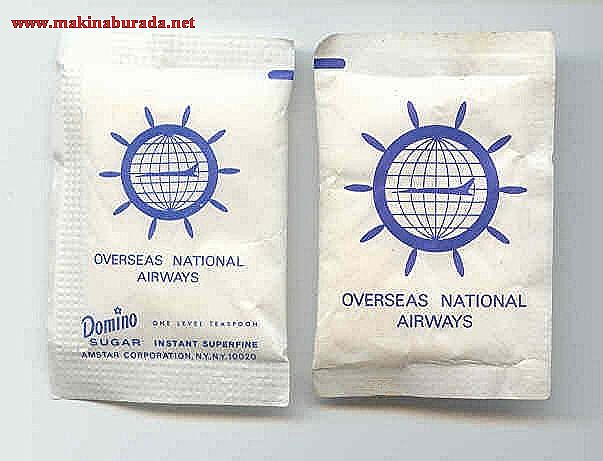 www.makinaburada.net
OVERSEAS NATIONAL
AIRWAYS
Domino ONE LEVEL TEASPOON
SUGAR INSTANT SUPERFINE
AMSTAR CORPORATION, N.Y., N.Y. 10020
OVERSEAS NATIONAL
AIRWAYS